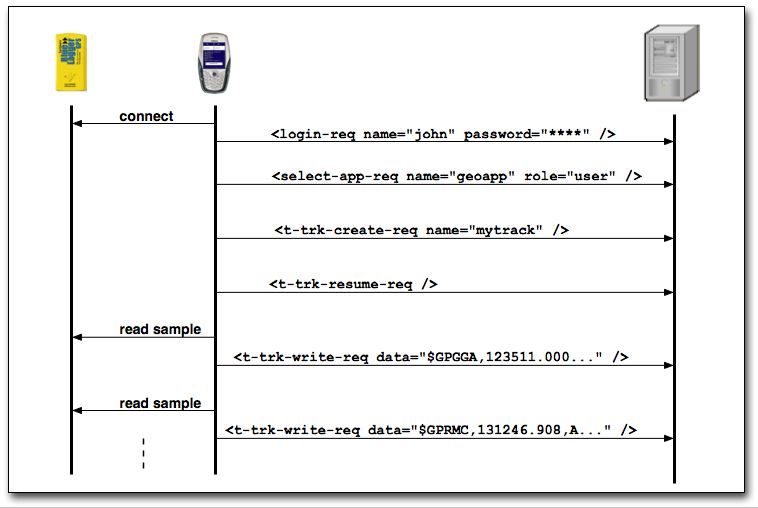 connect
<login-req name="john" password="****" />
<select-app-req name="geoapp" role="user" />
<t-trk-create-req name="mytrack" />
<t-trk-resume-req />
read sample
<t-trk-write-req data="$GPGGA,123511.000..." />
read sample
<t-trk-write-req data="$GPRMC,131246.908,A..." />